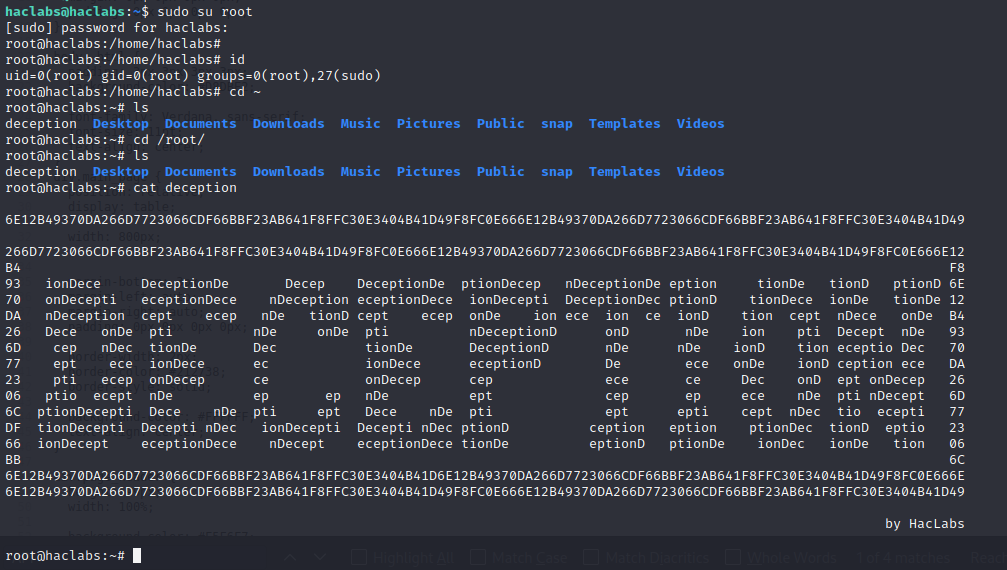 haclabs@haclabs:~$ sudo su root
[sudo] password for haclabs:
root@haclabs:/home/haclabs#
root@haclabs:/home/haclabs# id
uid=0(root) gid=0(root) groups=0(root),27(sudo)
root@haclabs:/home/haclabs# cd ~
root@haclabs:~# ls
deception  Desktop  Documents  Downloads  Music  Pictures  Public  snap  Templates  Videos
root@haclabs:~# cd /root/
root@haclabs:~# ls
deception  Desktop  Documents  Downloads  Music  Pictures  Public  snap  Templates  Videos
root@haclabs:~# cat deception
6E12B49370DA266D7723066CDF66BBF23AB641F8FFC30E3404B41D49F8FC0E666E12B49370DA266D7723066CDF66BBF23AB641F8FFC30E3404B41D49
266D7723066CDF66BBF23AB641F8FFC30E3404B41D49F8FC0E666E12B49370DA266D7723066CDF66BBF23AB641F8FFC30E3404B41D49F8FFC30E666E12
B4                                                                                                                    F8
93   ionDece     DeceptionDe       Decep    DeceptionDe  ptionDecep   nDeceptionDe eption     tionDe   tionD  ptionD 6E
70   onDecepti   eceptionDece     nDeception eceptionDece  ionDecepti  DeceptionDec ptionD    tionDece  ionDe   tionDe 12
DA  nDeception  cept    ecep   nDe   tionD cept    ecep  onDe    ion ece  ion  ce ionD    tion  cept  nDece   onDe  B4
26   Dece  ionDe  pti          nDe     onDe  pti          nDeceptionD      onD      nDe     ion   pti  Decept  nDe   93
6D    cep  nDec  tionDe       Dec           tionDe       DeceptionD         nDe      nDe    ionD    tion eceptio Dec  70
77    ept   ece  ionDece      ec            ionDece      eceptionD        De        ece   onDe    ionD ception ece   DA
23    pti   ecep  onDecep      ce            onDecep       cep              ece     ce   Dec    onD  ept onDecep   26
06   ptio  ecept  nDe          ep       ep   nDe          ept              cep     ep   ece   nDe  pti nDecept   6D
6C  ptionDecepti  Dece    nDe  pti    ept  Dece    nDe  pti              ept      epti    cept  nDec  tio  ecepti   77
DF  tionDecepti  Decepti nDec   ionDecepti  Decepti nDec ptionD          ception   eption    ptionDec  tionD  eptio   23
66  ionDecept    eceptionDece    nDecept    eceptionDece tionDe          eptionD   ptionDe    ionDec   ionDe   tion   06
BB                                                                                                                    6C
6E12B49370DA266D7723066CDF66BBF23AB641F8FFC30E3404B41D6E12B49370DA266D7723066CDF66BBF23AB641F8FFC30E3404B41D49F8FC0E666E
6E12B49370DA266D7723066CDF66BBF23AB641F8FFC30E3404B41D49F8FC0E666E12B49370DA266D7723066CDF66BBF23AB641F8FFC30E3404B41D49
by HacLabs
root@haclabs:~#